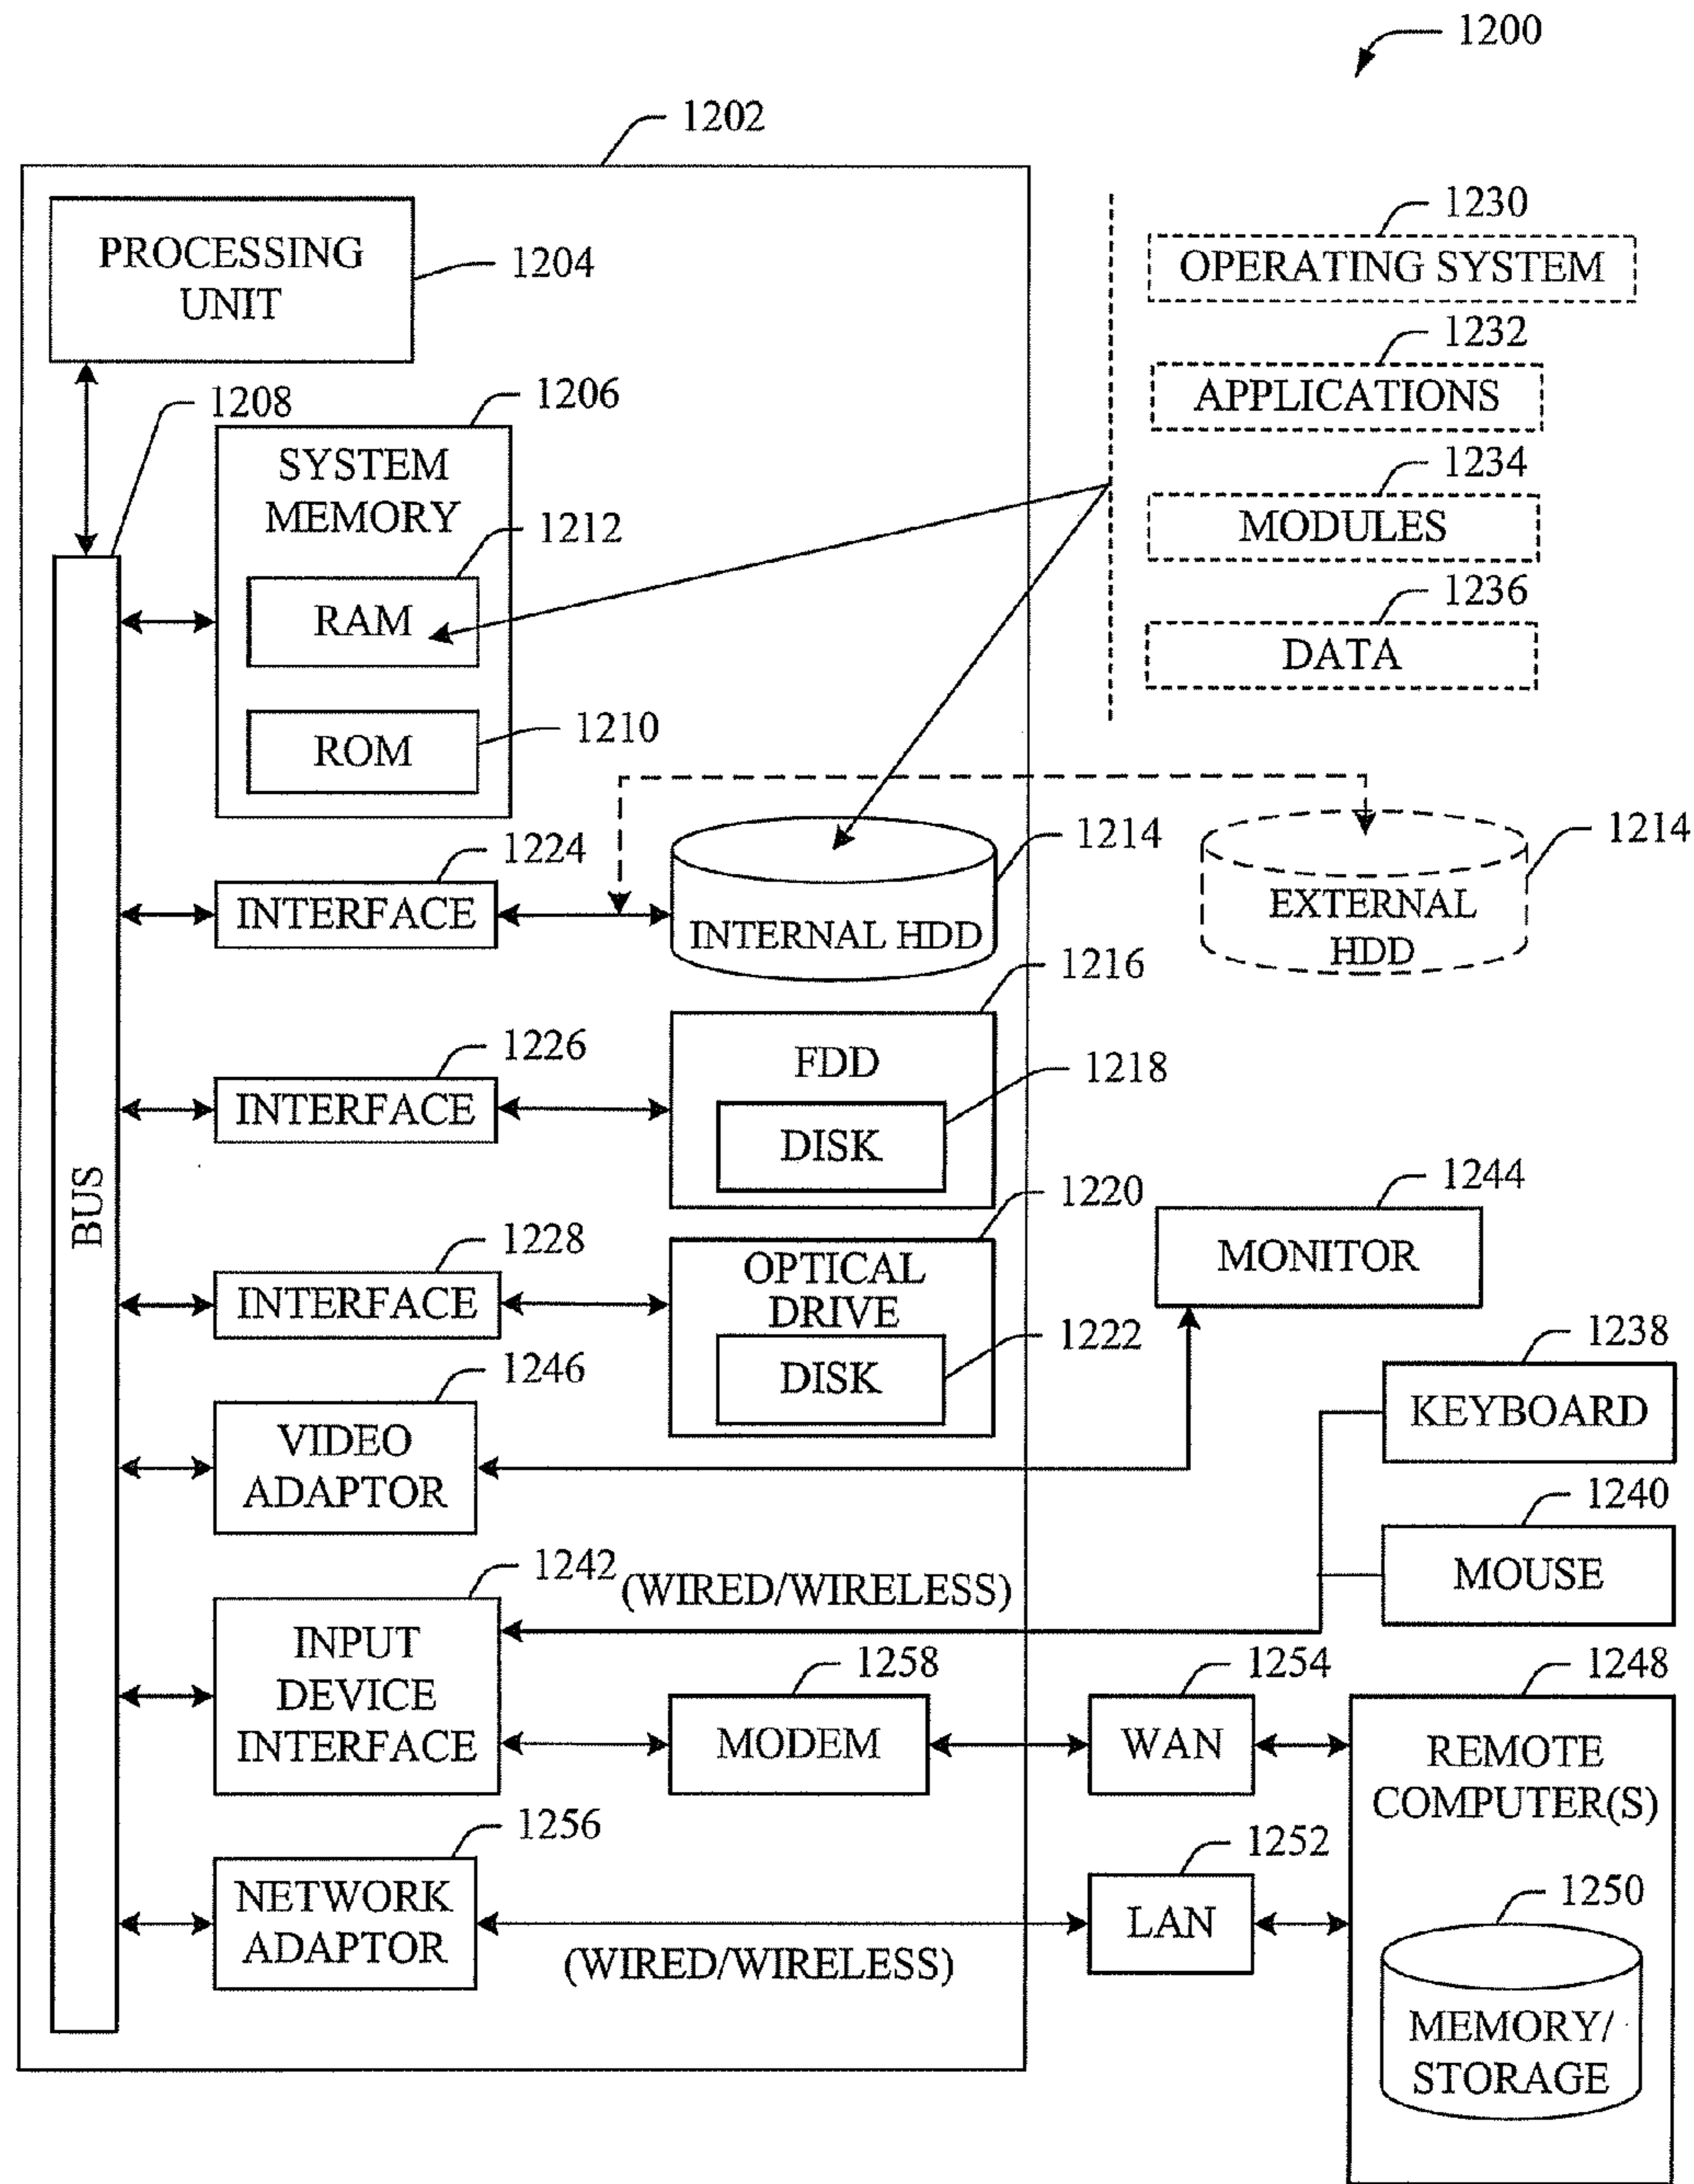 1200
1202
PROCESSING
UNIT
1204
1230
OPERATING SYSTEM
1232
APPLICATIONS
1234
MODULES
1236
DATA
1208
1206
SYSTEM
MEMORY
1212
RAM
1210
ROM
1224
INTERFACE
1214
INTERNAL HDD
1214
EXTERNAL
HDD
1216
FDD
1226
INTERFACE
1218
DISK
BUS
1220
OPTICAL
DRIVE
1228
INTERFACE
1222
DISK
1244
MONITOR
1246
VIDEO
ADAPTOR
1238
KEYBOARD
1240
MOUSE
1242
(WIRED/WIRELESS)
INPUT
DEVICE
INTERFACE
1258
MODEM
1254
WAN
1248
REMOTE
COMPUTER(S)
1256
NETWORK
ADAPTOR
(WIRED/WIRELESS)
1252
LAN
1250
MEMORY/
STORAGE